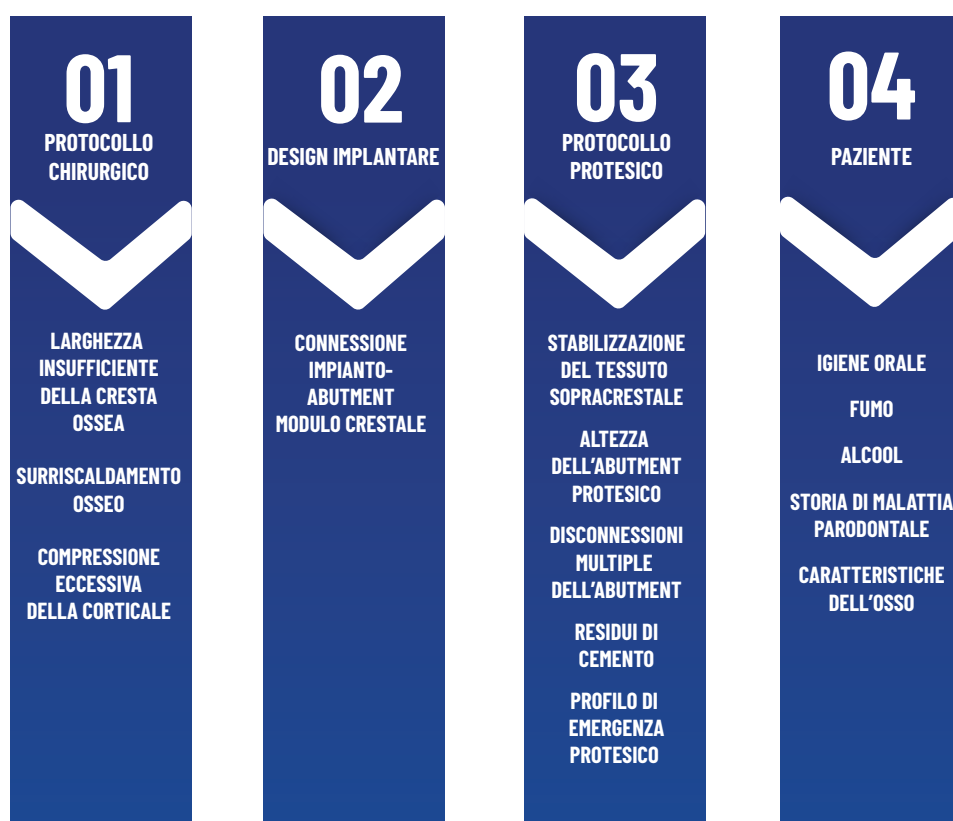 01
PROTOCOLLO
CHIRURGICO
LARGHEZZA
INSUFFICIENTE
DELLA CRESTA
OSSEA
SURRISCALDAMENTO
OSSEO
COMPRESSIONE
ECCESSIVA
DELLA CORTICALE
02
DESIGN IMPLANTARE
CONNESSIONE
IMPIANTO-
ABUTMENT
MODULO CRESTALE
03
PROTOCOLLO
PROTESICO
STABILIZZAZIONE
DEL TESSUTO
SOPRACRESTALE
ALTEZZA
DELL’ABUTMENT
PROTESICO
DISCONNESSIONI
MULTIPLE
DELL’ABUTMENT
RESIDUI DI
CEMENTO
PROFILO DI
EMERGENZA
PROTESICO
04
PAZIENTE
IGIENE ORALE
FUMO
ALCOOL
STORIA DI MALATTIA
PARODONTALE
CARATTERISTICHE
DELL’OSSO